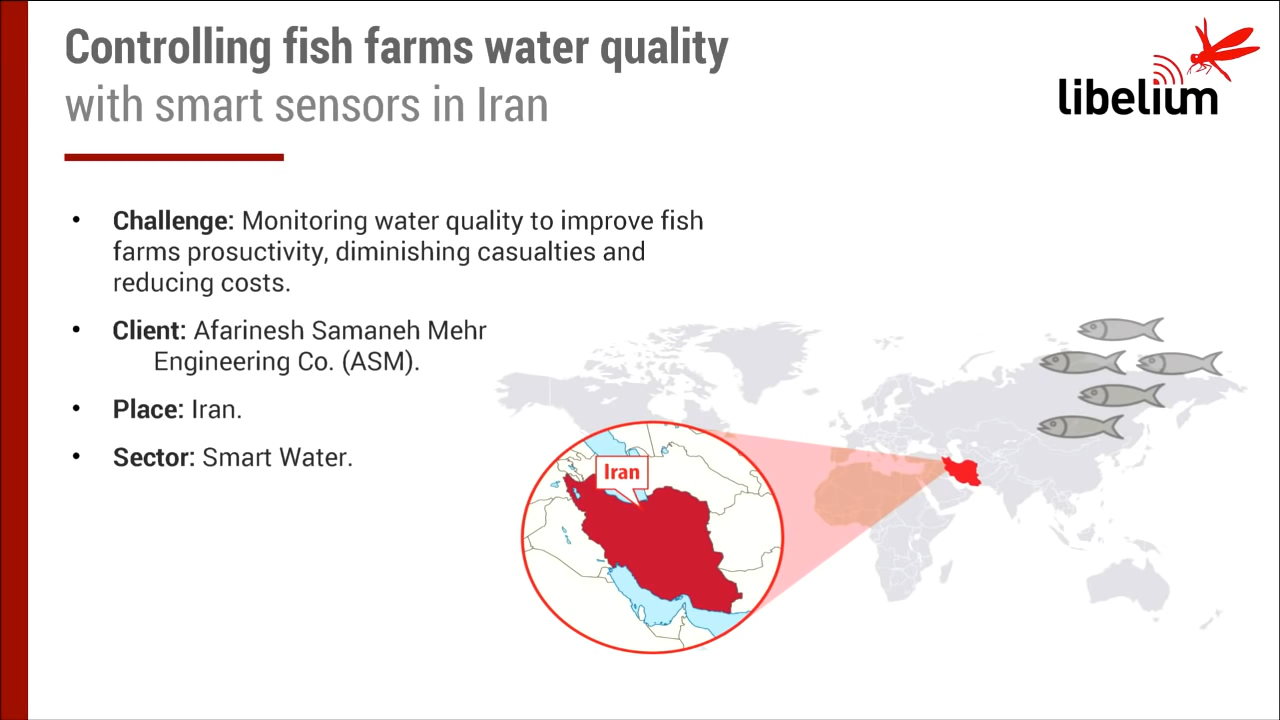 Controlling fish farms water quality
with smart sensors in Iran
libelium
• Challenge: Monitoring water quality to improve fish
farms prosuctivity, diminishing casualties and
reducing costs.
• Client: Afarinesh Samaneh Mehr
Engineering Co. (ASM).
• Place: Iran.
• Sector: Smart Water.
Iran